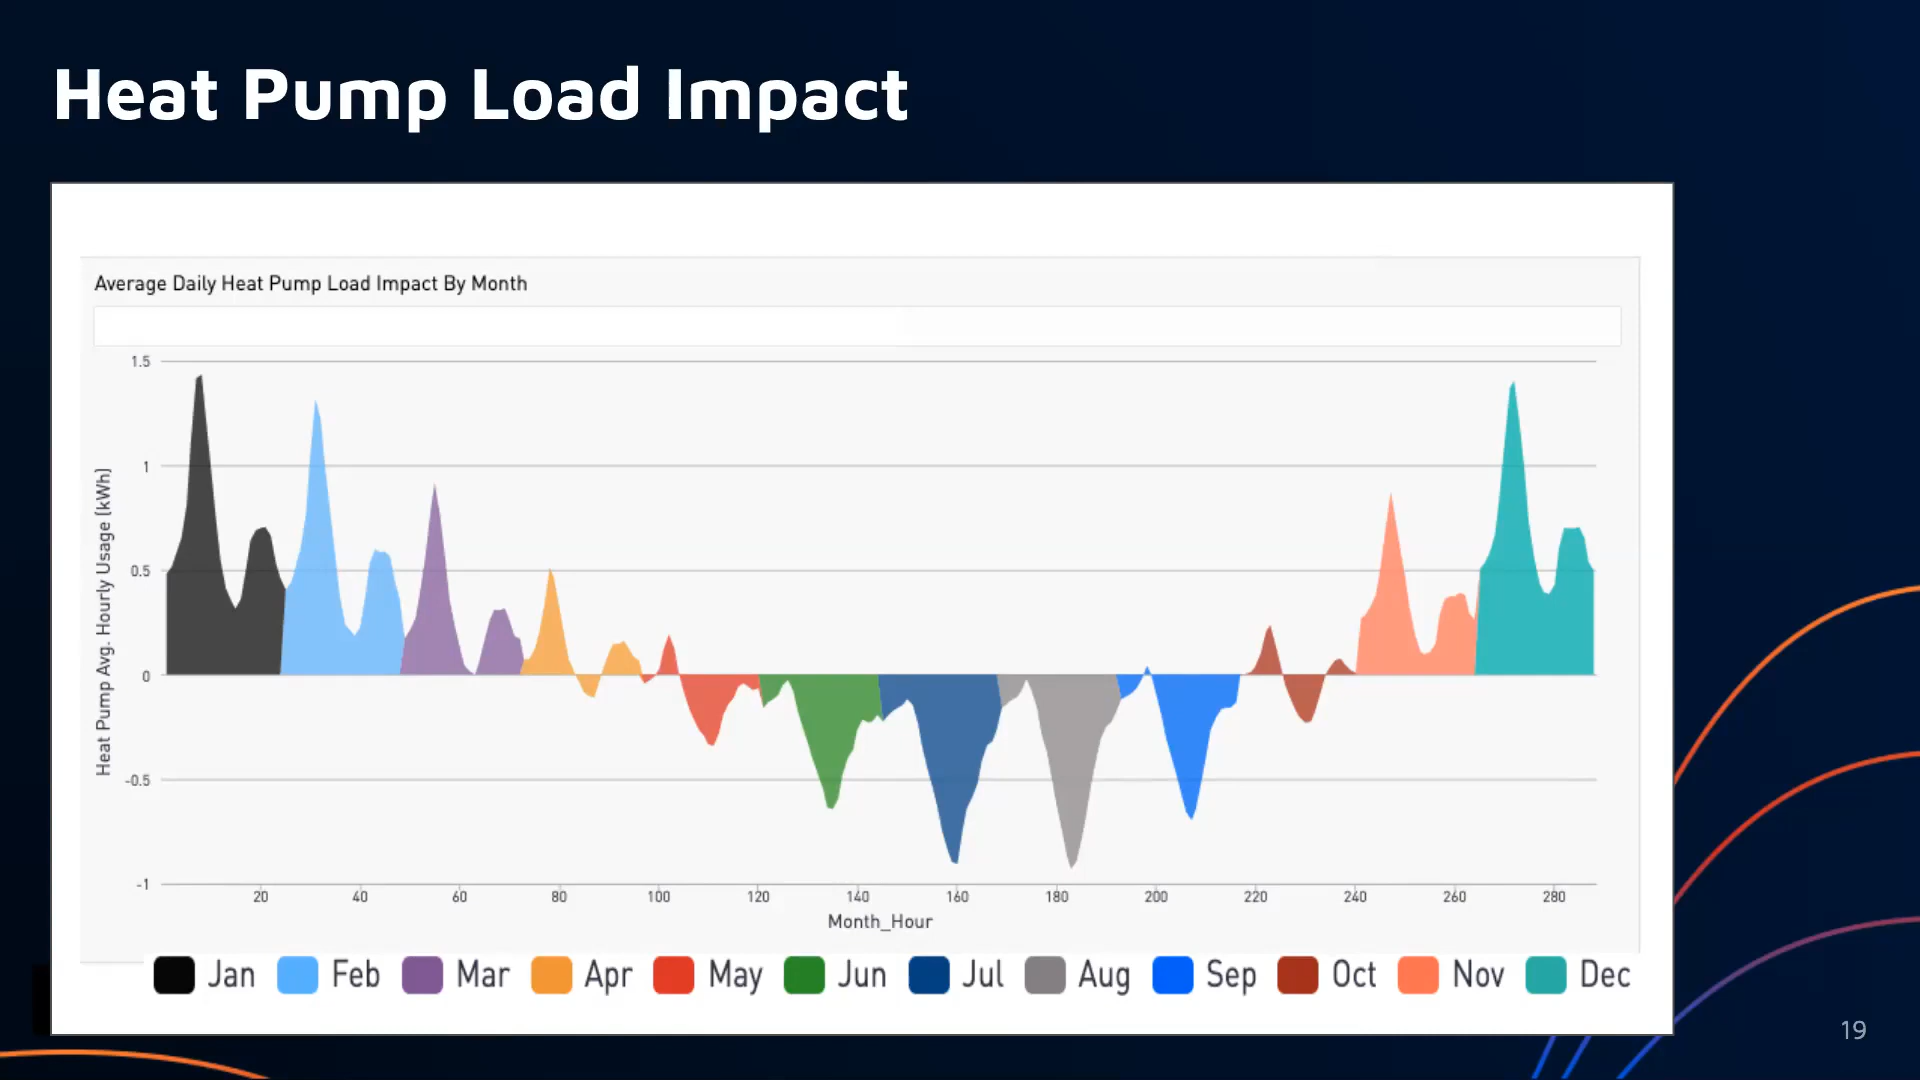 Heat Pump Load Impact
Average Daily Heat Pump Load Impact By Month
Heat Pump Avg. Hourly Usage (kWh)
1.5
1
0.5
0
-0.5
-1
20 40 60 80 100 120 140 160 180 200 220 240 260 280
Month_Hour
Jan Feb Mar Apr May Jun Jul Aug Sep Oct Nov Dec
19